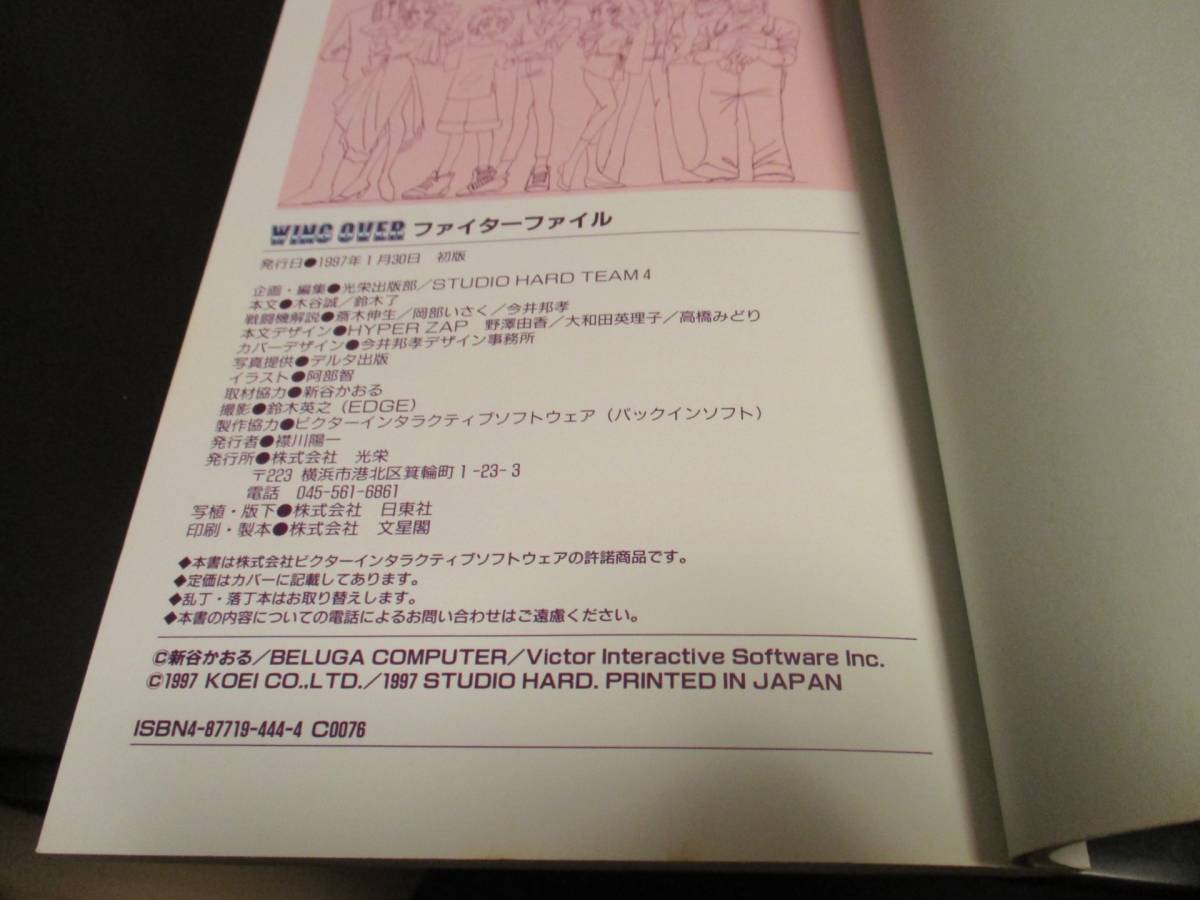 WING OVER ファイターファイル
発行日●1997年1月30日 初版
企画・編集●光栄出版部／STUDIO HARD TEAM 4
本文●木谷誠／鈴木了
戦闘機解説●斎木伸生／岡部いさく／今井邦孝
本文デザイン●HYPER ZAP 野澤由香／大和田英理子／高橋みどり
カバーデザイン●今井邦孝デザイン事務所
写真提供●デルタ出版
イラスト●阿部智
取材協力●新谷かおる
撮影●鈴木英之（EDGE）
製作協力●ビクターインタラクティブソフトウェア（パックインソフト）
発行者●襟川陽一
発行所●株式会社 光栄
〒223 横浜市港北区箕輪町1-23-3
電話 045-561-6861
写植・版下●株式会社 日東社
印刷・製本●株式会社 文星閣
◆本書は株式会社ビクターインタラクティブソフトウェアの許諾商品です。
◆定価はカバーに記載してあります。
◆乱丁・落丁本はお取り替えします。
◆本書の内容についての電話によるお問い合わせはご遠慮ください。
©新谷かおる／BELUGA COMPUTER／Victor Interactive Software Inc.
©1997 KOEI CO.,LTD.／1997 STUDIO HARD. PRINTED IN JAPAN
ISBN4-87719-444-4 C0076